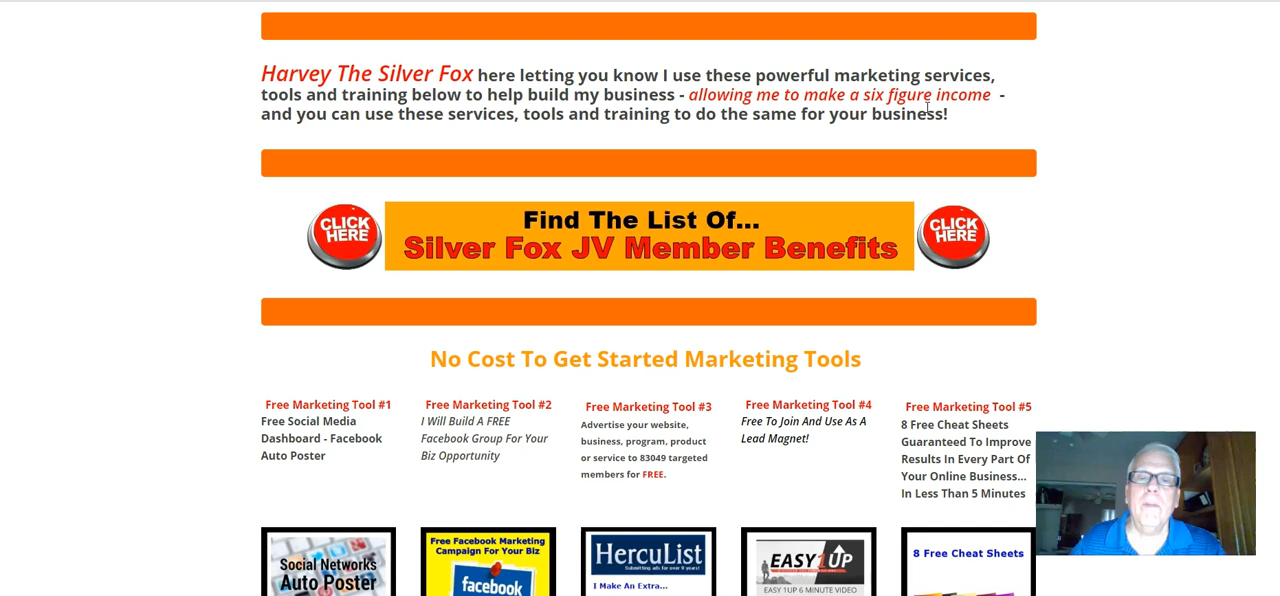 Harvey The Silver Fox here letting you know I use these powerful marketing services,
tools and training below to help build my business - allowing me to make a six figure income -
and you can use these services, tools and training to do the same for your business!
CLICK
HERE
Find The List Of...
Silver Fox JV Member Benefits
CLICK
HERE
No Cost To Get Started Marketing Tools
Free Marketing Tool #1
Free Social Media
Dashboard - Facebook
Auto Poster
Free Marketing Tool #2
I Will Build A FREE
Facebook Group For Your
Biz Opportunity
Free Marketing Tool #3
Advertise your website,
business, program, product
or service to 83049 targeted
members for FREE.
Free Marketing Tool #4
Free To Join And Use As A
Lead Magnet!
Free Marketing Tool #5
8 Free Cheat Sheets
Guaranteed To Improve
Results In Every Part Of
Your Online Business...
In Less Than 5 Minutes
Social Networks
Auto Poster
Free Facebook Marketing
Campaign For Your Biz
facebook
HercuList
Submitting ads for over 9 years!
I Make An Extra...
EASY1UP
EASY 1UP 6 MINUTE VIDEO
8 Free Cheat Sheets